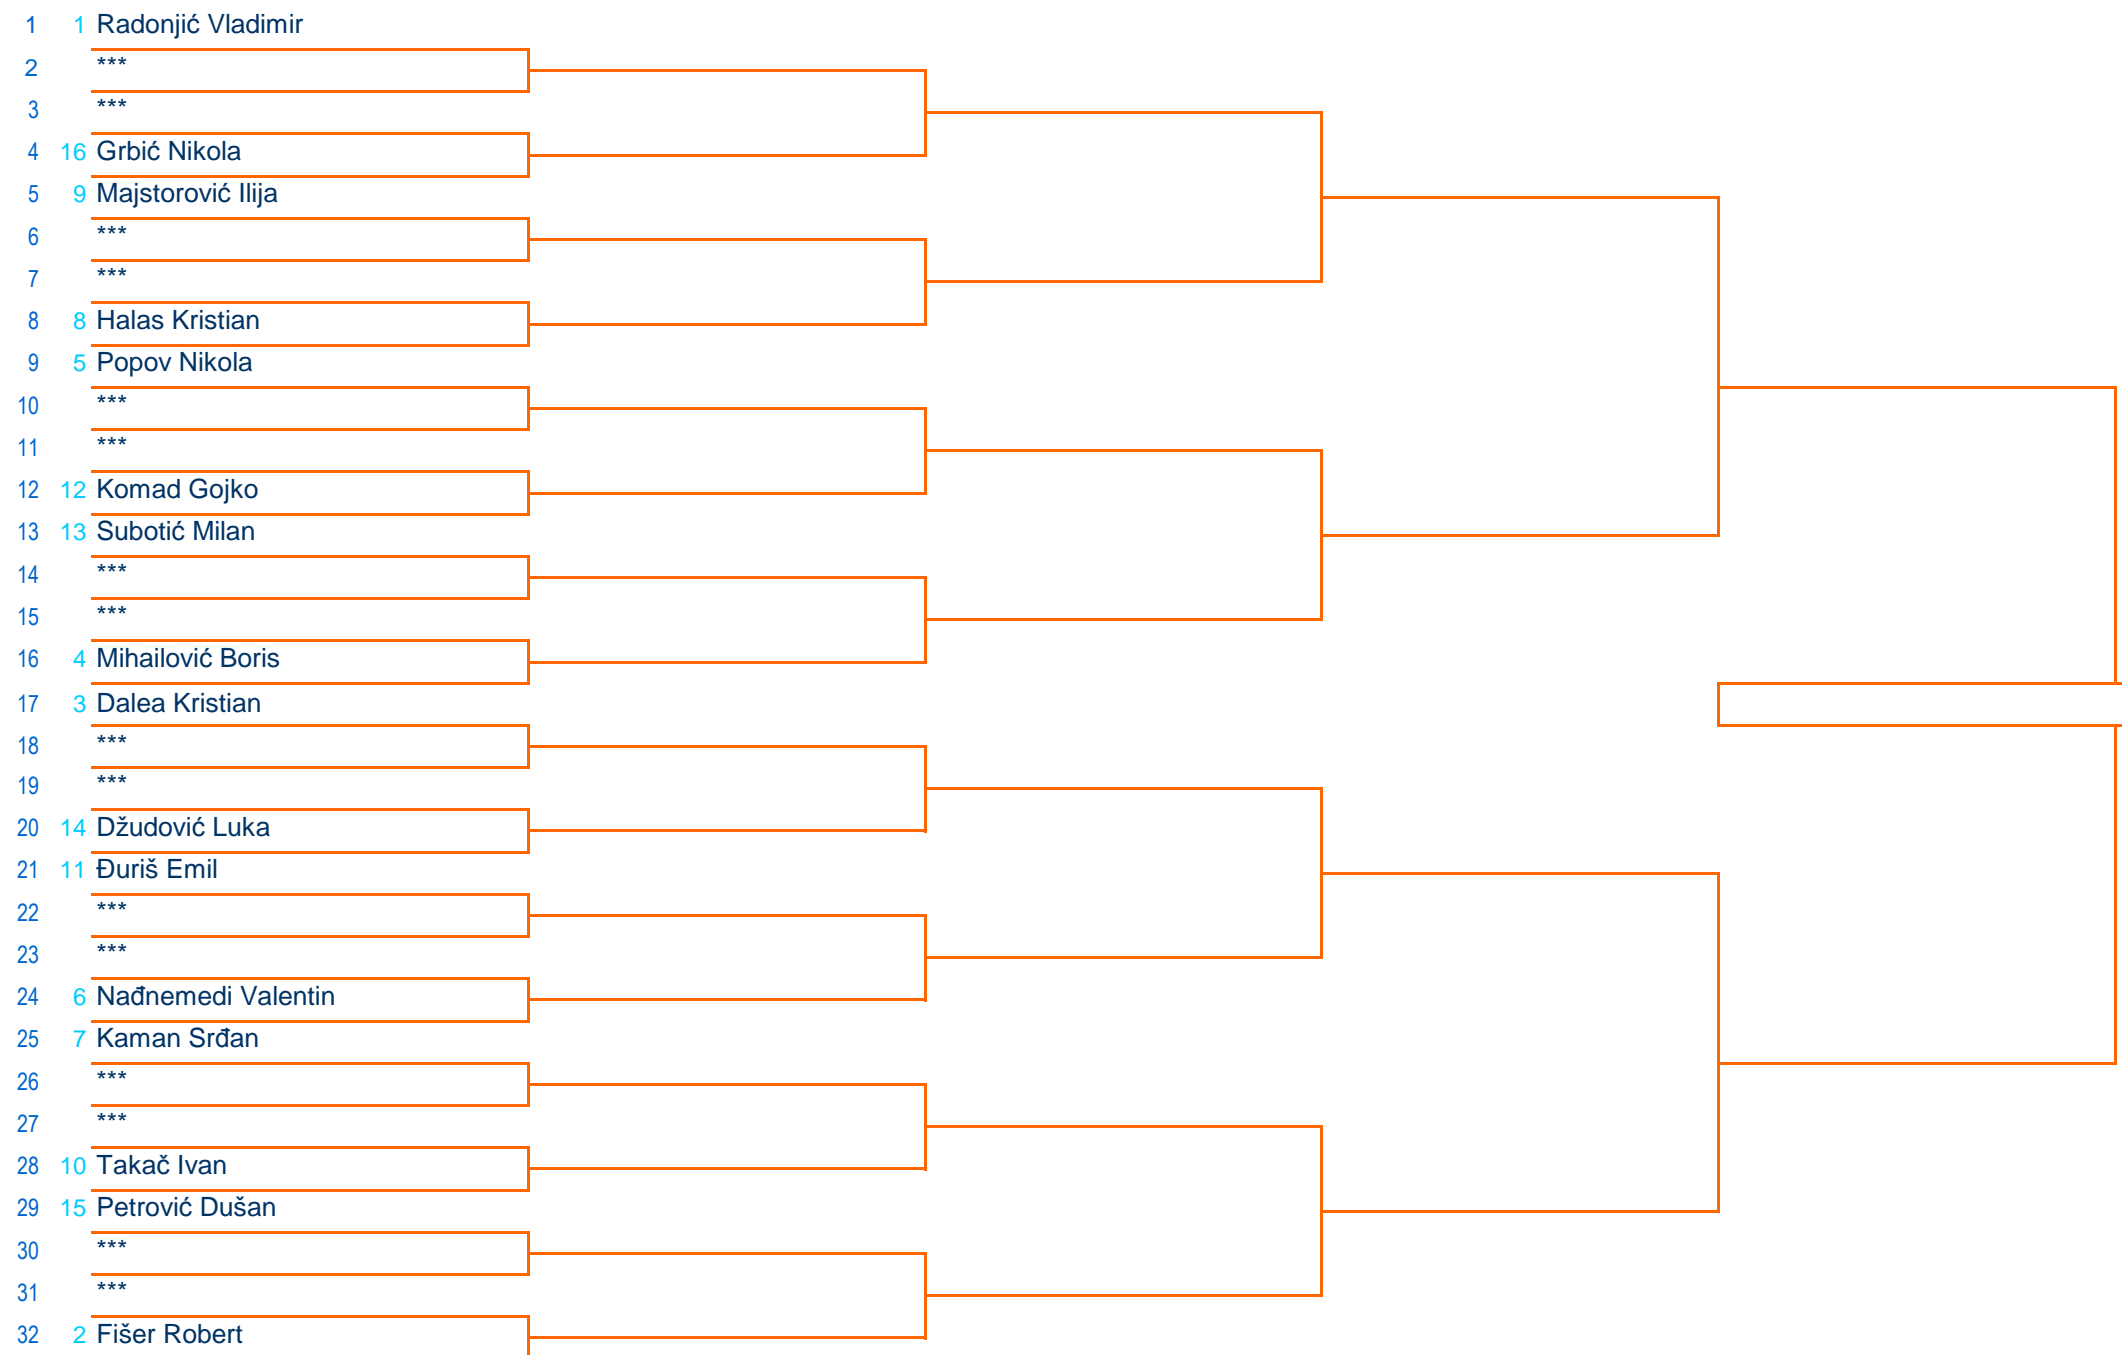 1 1 Radonjić Vladimir
2 ***
3 ***
4 16 Grbić Nikola
5 9 Majstorović Ilija
6 ***
7 ***
8 8 Halas Kristian
9 5 Popov Nikola
10 ***
11 ***
12 12 Komad Gojko
13 13 Subotić Milan
14 ***
15 ***
16 4 Mihailović Boris
17 3 Dalea Kristian
18 ***
19 ***
20 14 Džudović Luka
21 11 Đuriš Emil
22 ***
23 ***
24 6 Nađnemedi Valentin
25 7 Kaman Srđan
26 ***
27 ***
28 10 Takač Ivan
29 15 Petrović Dušan
30 ***
31 ***
32 2 Fišer Robert